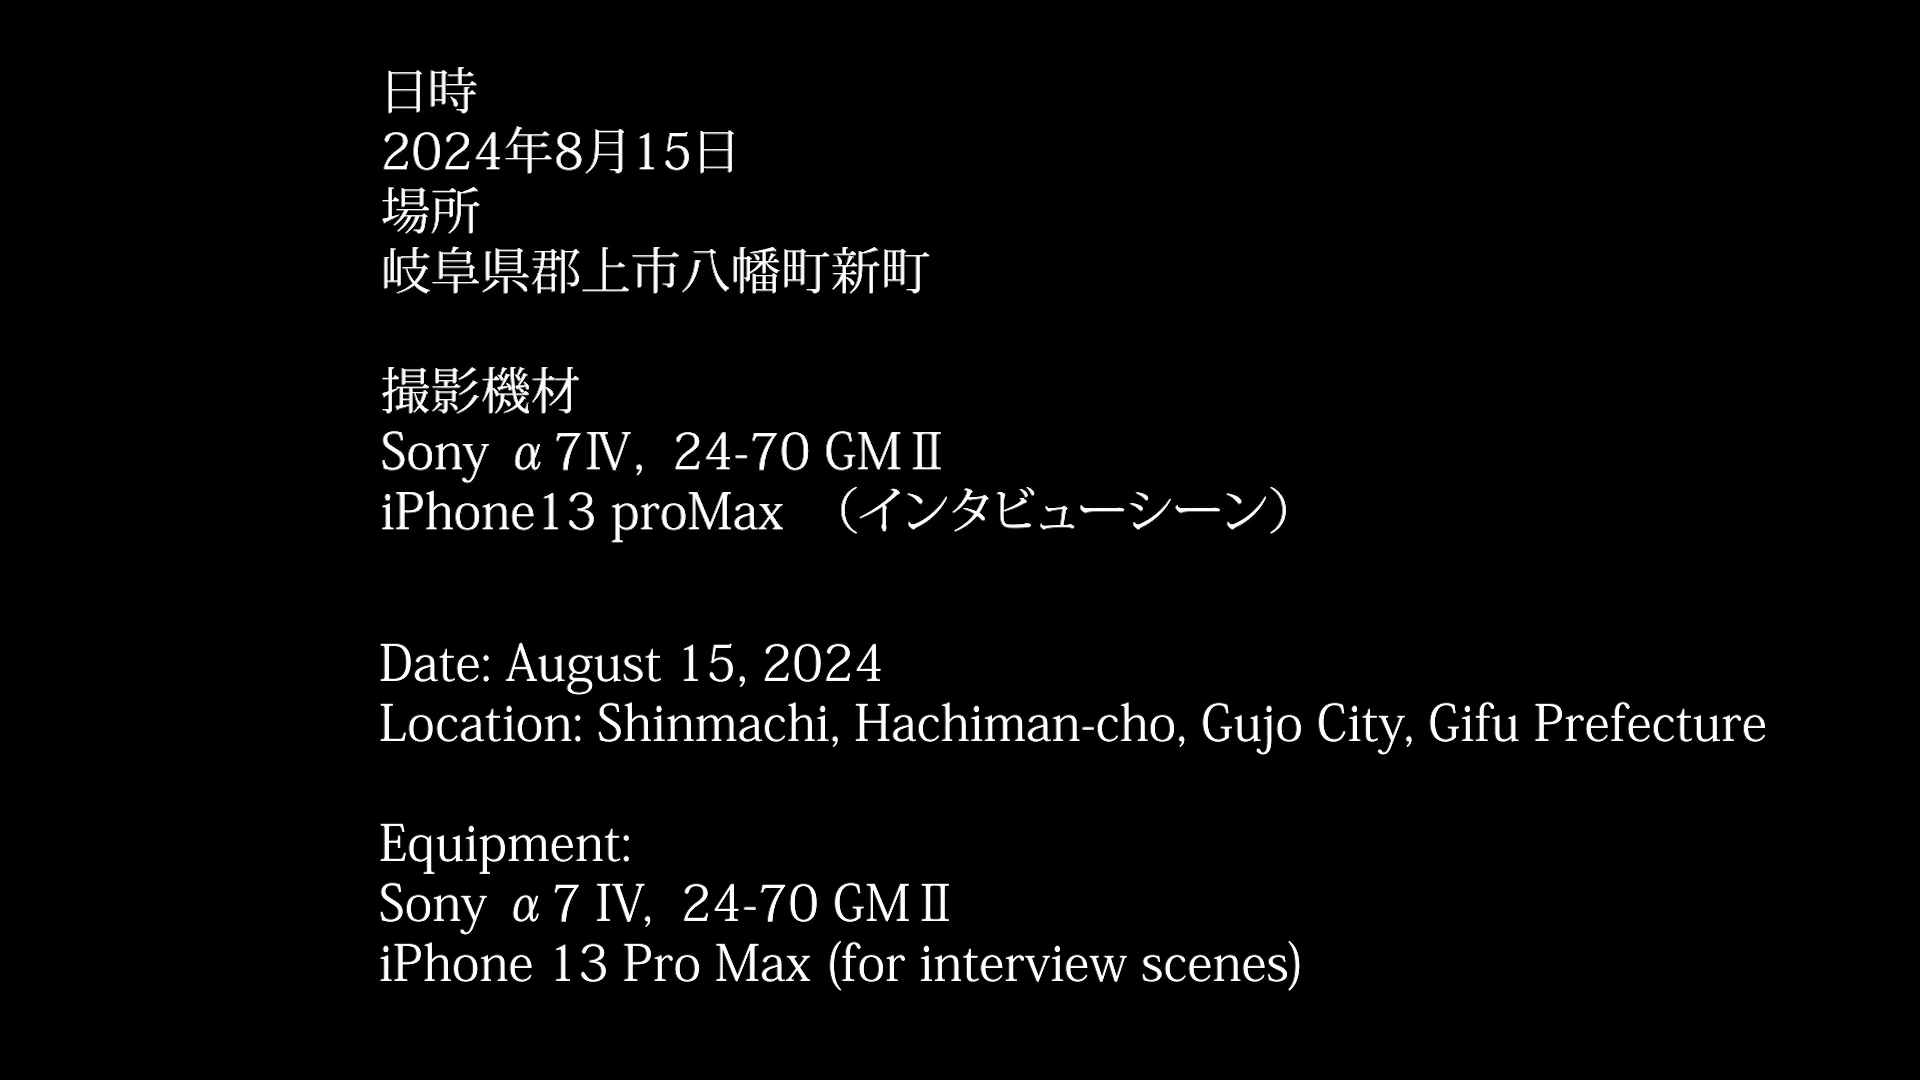 日時
2024年8月15日
場所
岐阜県郡上市八幡町新町
撮影機材
Sony α7Ⅳ, 24-70 GMⅡ
iPhone13 proMax （インタビューシーン）
Date: August 15, 2024
Location: Shinmachi, Hachiman-cho, Gujo City, Gifu Prefecture
Equipment:
Sony α7 IV, 24-70 GMⅡ
iPhone 13 Pro Max (for interview scenes)